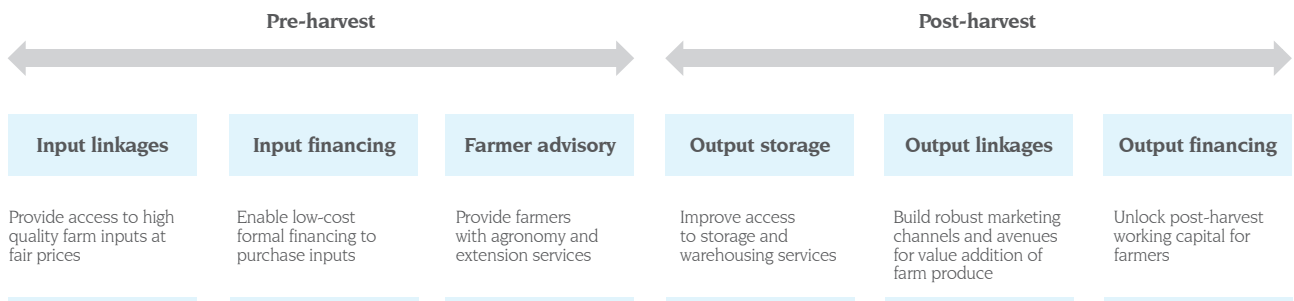 Pre-harvest
Post-harvest
Input linkages
Input financing
Farmer advisory
Output storage
Output linkages
Output financing
Provide access to high
quality farm inputs at
fair prices
Enable low-cost
formal financing to
purchase inputs
Provide farmers
with agronomy and
extension services
Improve access
to storage and
warehousing services
Build robust marketing
channels and avenues
for value addition of
farm produce
Unlock post-harvest
working capital for
farmers